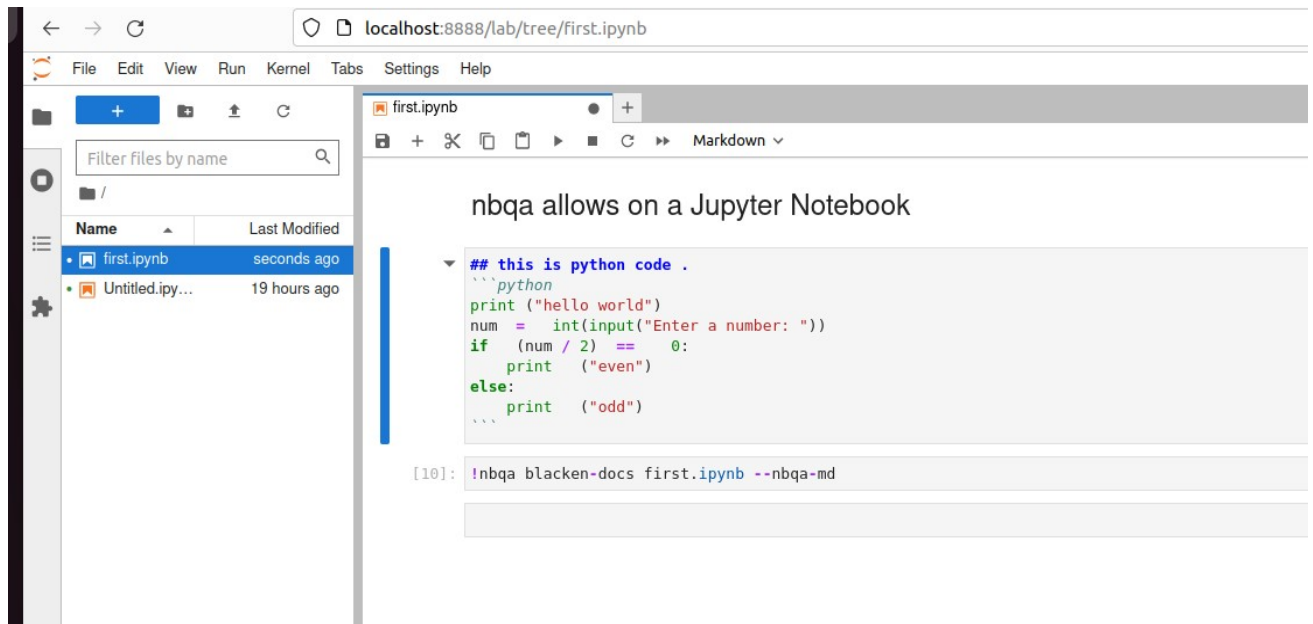 localhost:8888/lab/tree/first.ipynb
File Edit View Run Kernel Tabs Settings Help
+
Filter files by name
/
Name Last Modified
first.ipynb seconds ago
Untitled.ipy... 19 hours ago
first.ipynb
Markdown
nbqa allows on a Jupyter Notebook
## this is python code .
```python
print ("hello world")
num  =   int(input("Enter a number: "))
if   (num / 2)  ==    0:
    print   ("even")
else:
    print   ("odd")
```
[10]: !nbqa blacken-docs first.ipynb --nbqa-md